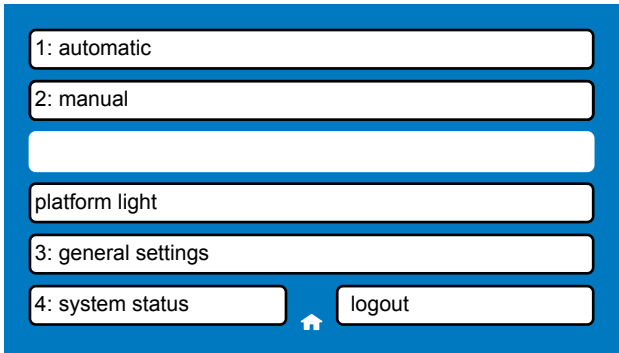 1: automatic
2: manual
platform light
3: general settings
4: system status
logout